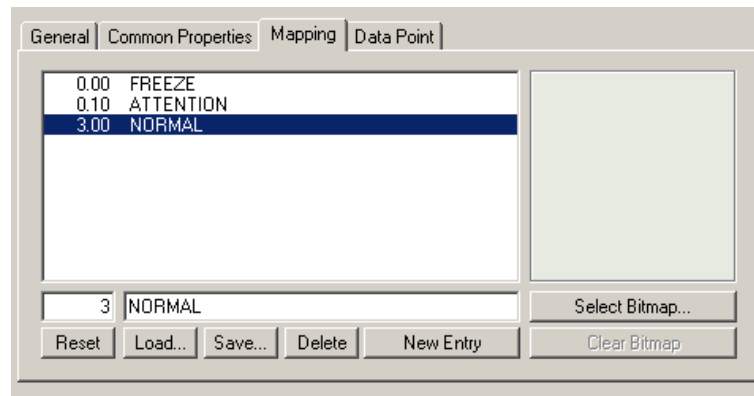 General Common Properties Mapping Data Point
0.00 FREEZE
0.10 ATTENTION
3.00 NORMAL
3 NORMAL Select Bitmap...
Reset Load... Save... Delete New Entry Clear Bitmap